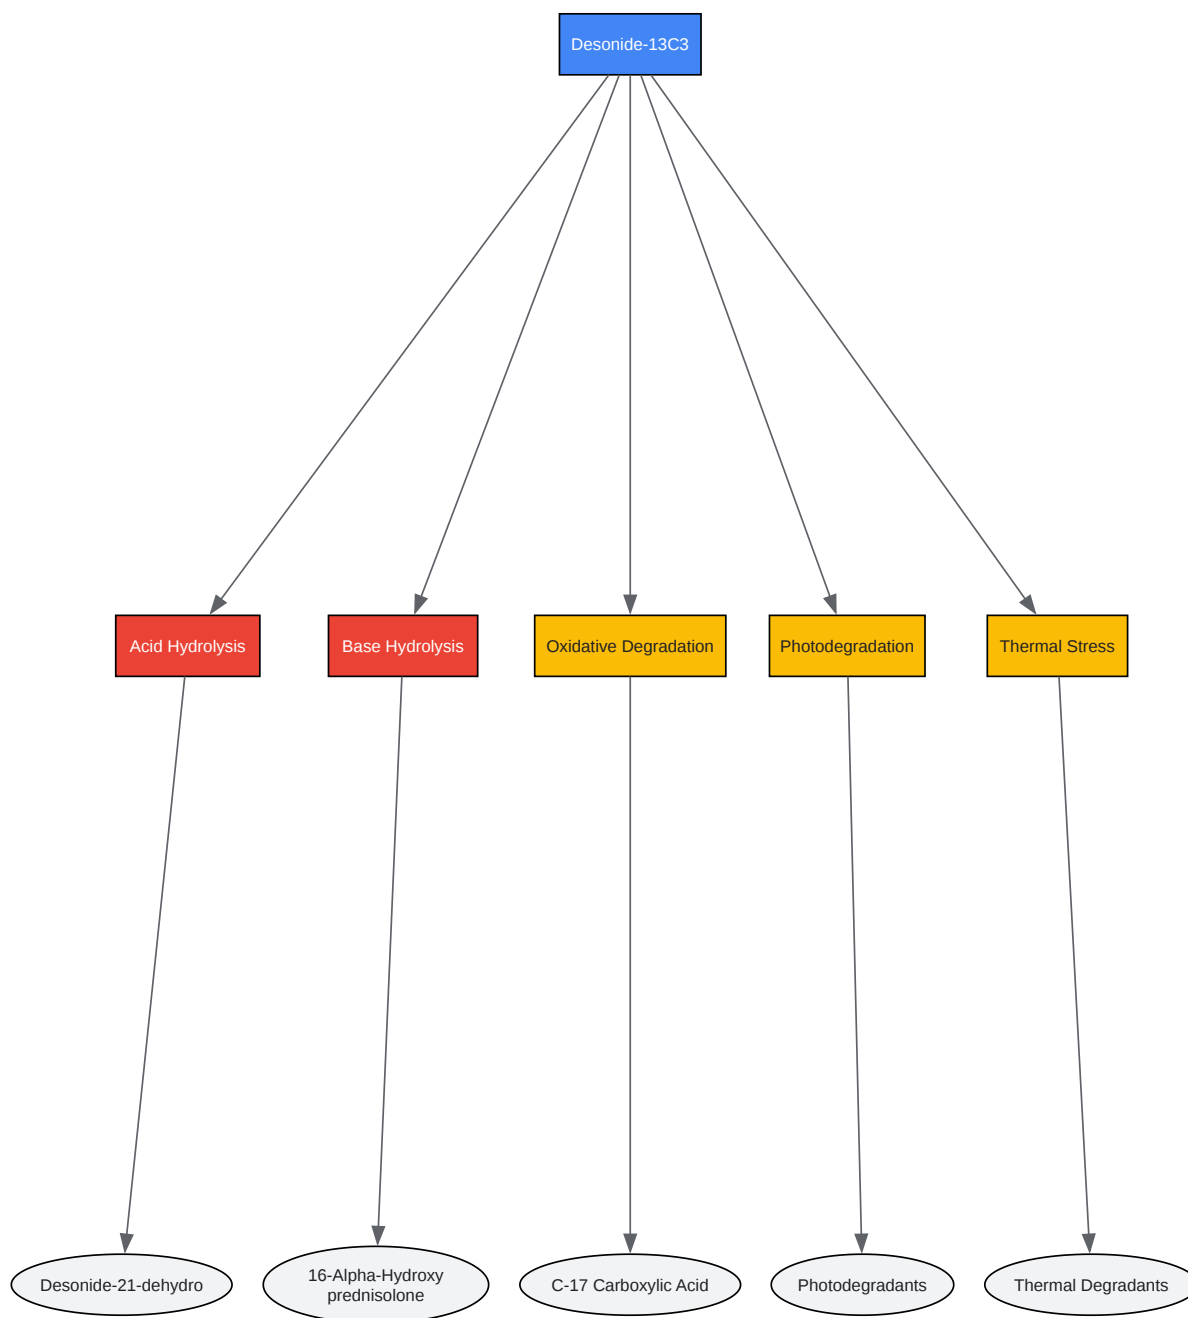 Desonide-13C3
Acid Hydrolysis
Base Hydrolysis
Oxidative Degradation
Photodegradation
Thermal Stress
Desonide-21-dehydro
16-Alpha-Hydroxy
prednisolone
C-17 Carboxylic Acid
Photodegradants
Thermal Degradants